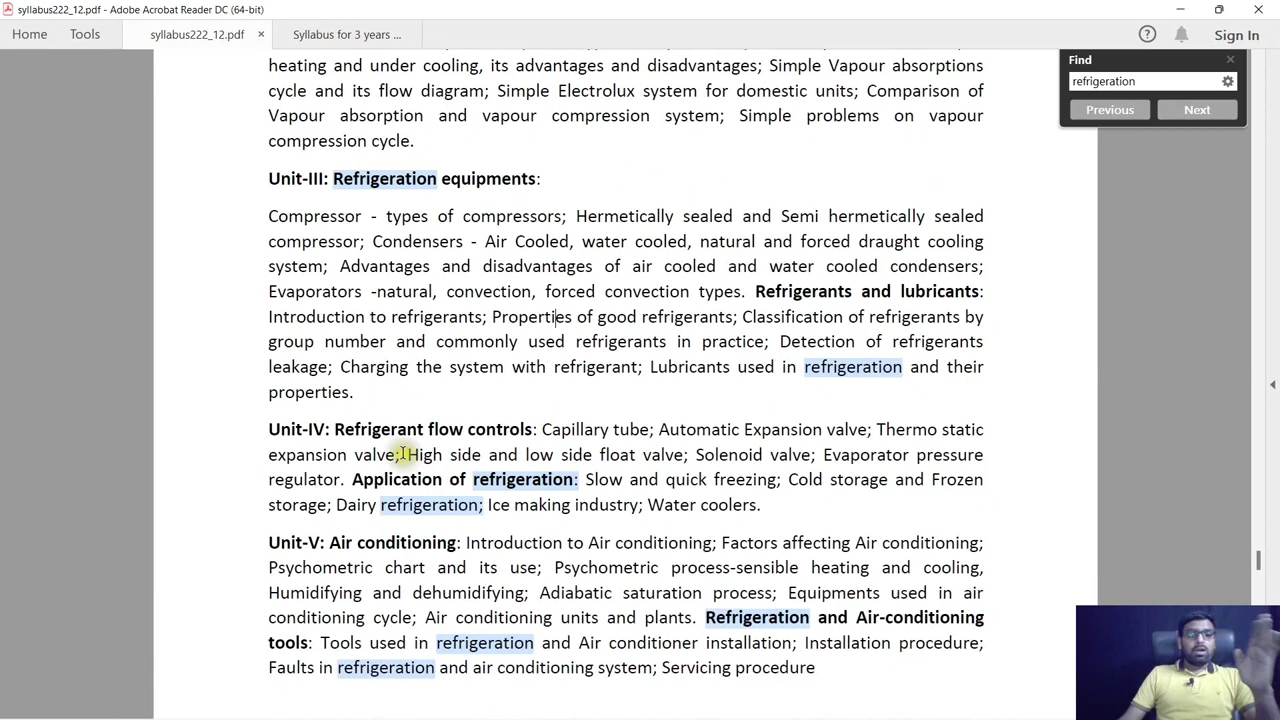 syllabus222_12.pdf - Adobe Acrobat Reader DC (64-bit)
Home Tools syllabus222_12.pdf × Syllabus for 3 years ... Sign In
Find
refrigeration
Previous Next
heating and under cooling, its advantages and disadvantages; Simple Vapour absorptions
cycle and its flow diagram; Simple Electrolux system for domestic units; Comparison of
Vapour absorption and vapour compression system; Simple problems on vapour
compression cycle.
Unit-III: Refrigeration equipments:
Compressor - types of compressors; Hermetically sealed and Semi hermetically sealed
compressor; Condensers - Air Cooled, water cooled, natural and forced draught cooling
system; Advantages and disadvantages of air cooled and water cooled condensers;
Evaporators -natural, convection, forced convection types. Refrigerants and lubricants:
Introduction to refrigerants; Properties of good refrigerants; Classification of refrigerants by
group number and commonly used refrigerants in practice; Detection of refrigerants
leakage; Charging the system with refrigerant; Lubricants used in refrigeration and their
properties.
Unit-IV: Refrigerant flow controls: Capillary tube; Automatic Expansion valve; Thermo static
expansion valve; High side and low side float valve; Solenoid valve; Evaporator pressure
regulator. Application of refrigeration: Slow and quick freezing; Cold storage and Frozen
storage; Dairy refrigeration; Ice making industry; Water coolers.
Unit-V: Air conditioning: Introduction to Air conditioning; Factors affecting Air conditioning;
Psychometric chart and its use; Psychometric process-sensible heating and cooling,
Humidifying and dehumidifying; Adiabatic saturation process; Equipments used in air
conditioning cycle; Air conditioning units and plants. Refrigeration and Air-conditioning
tools: Tools used in refrigeration and Air conditioner installation; Installation procedure;
Faults in refrigeration and air conditioning system; Servicing procedure